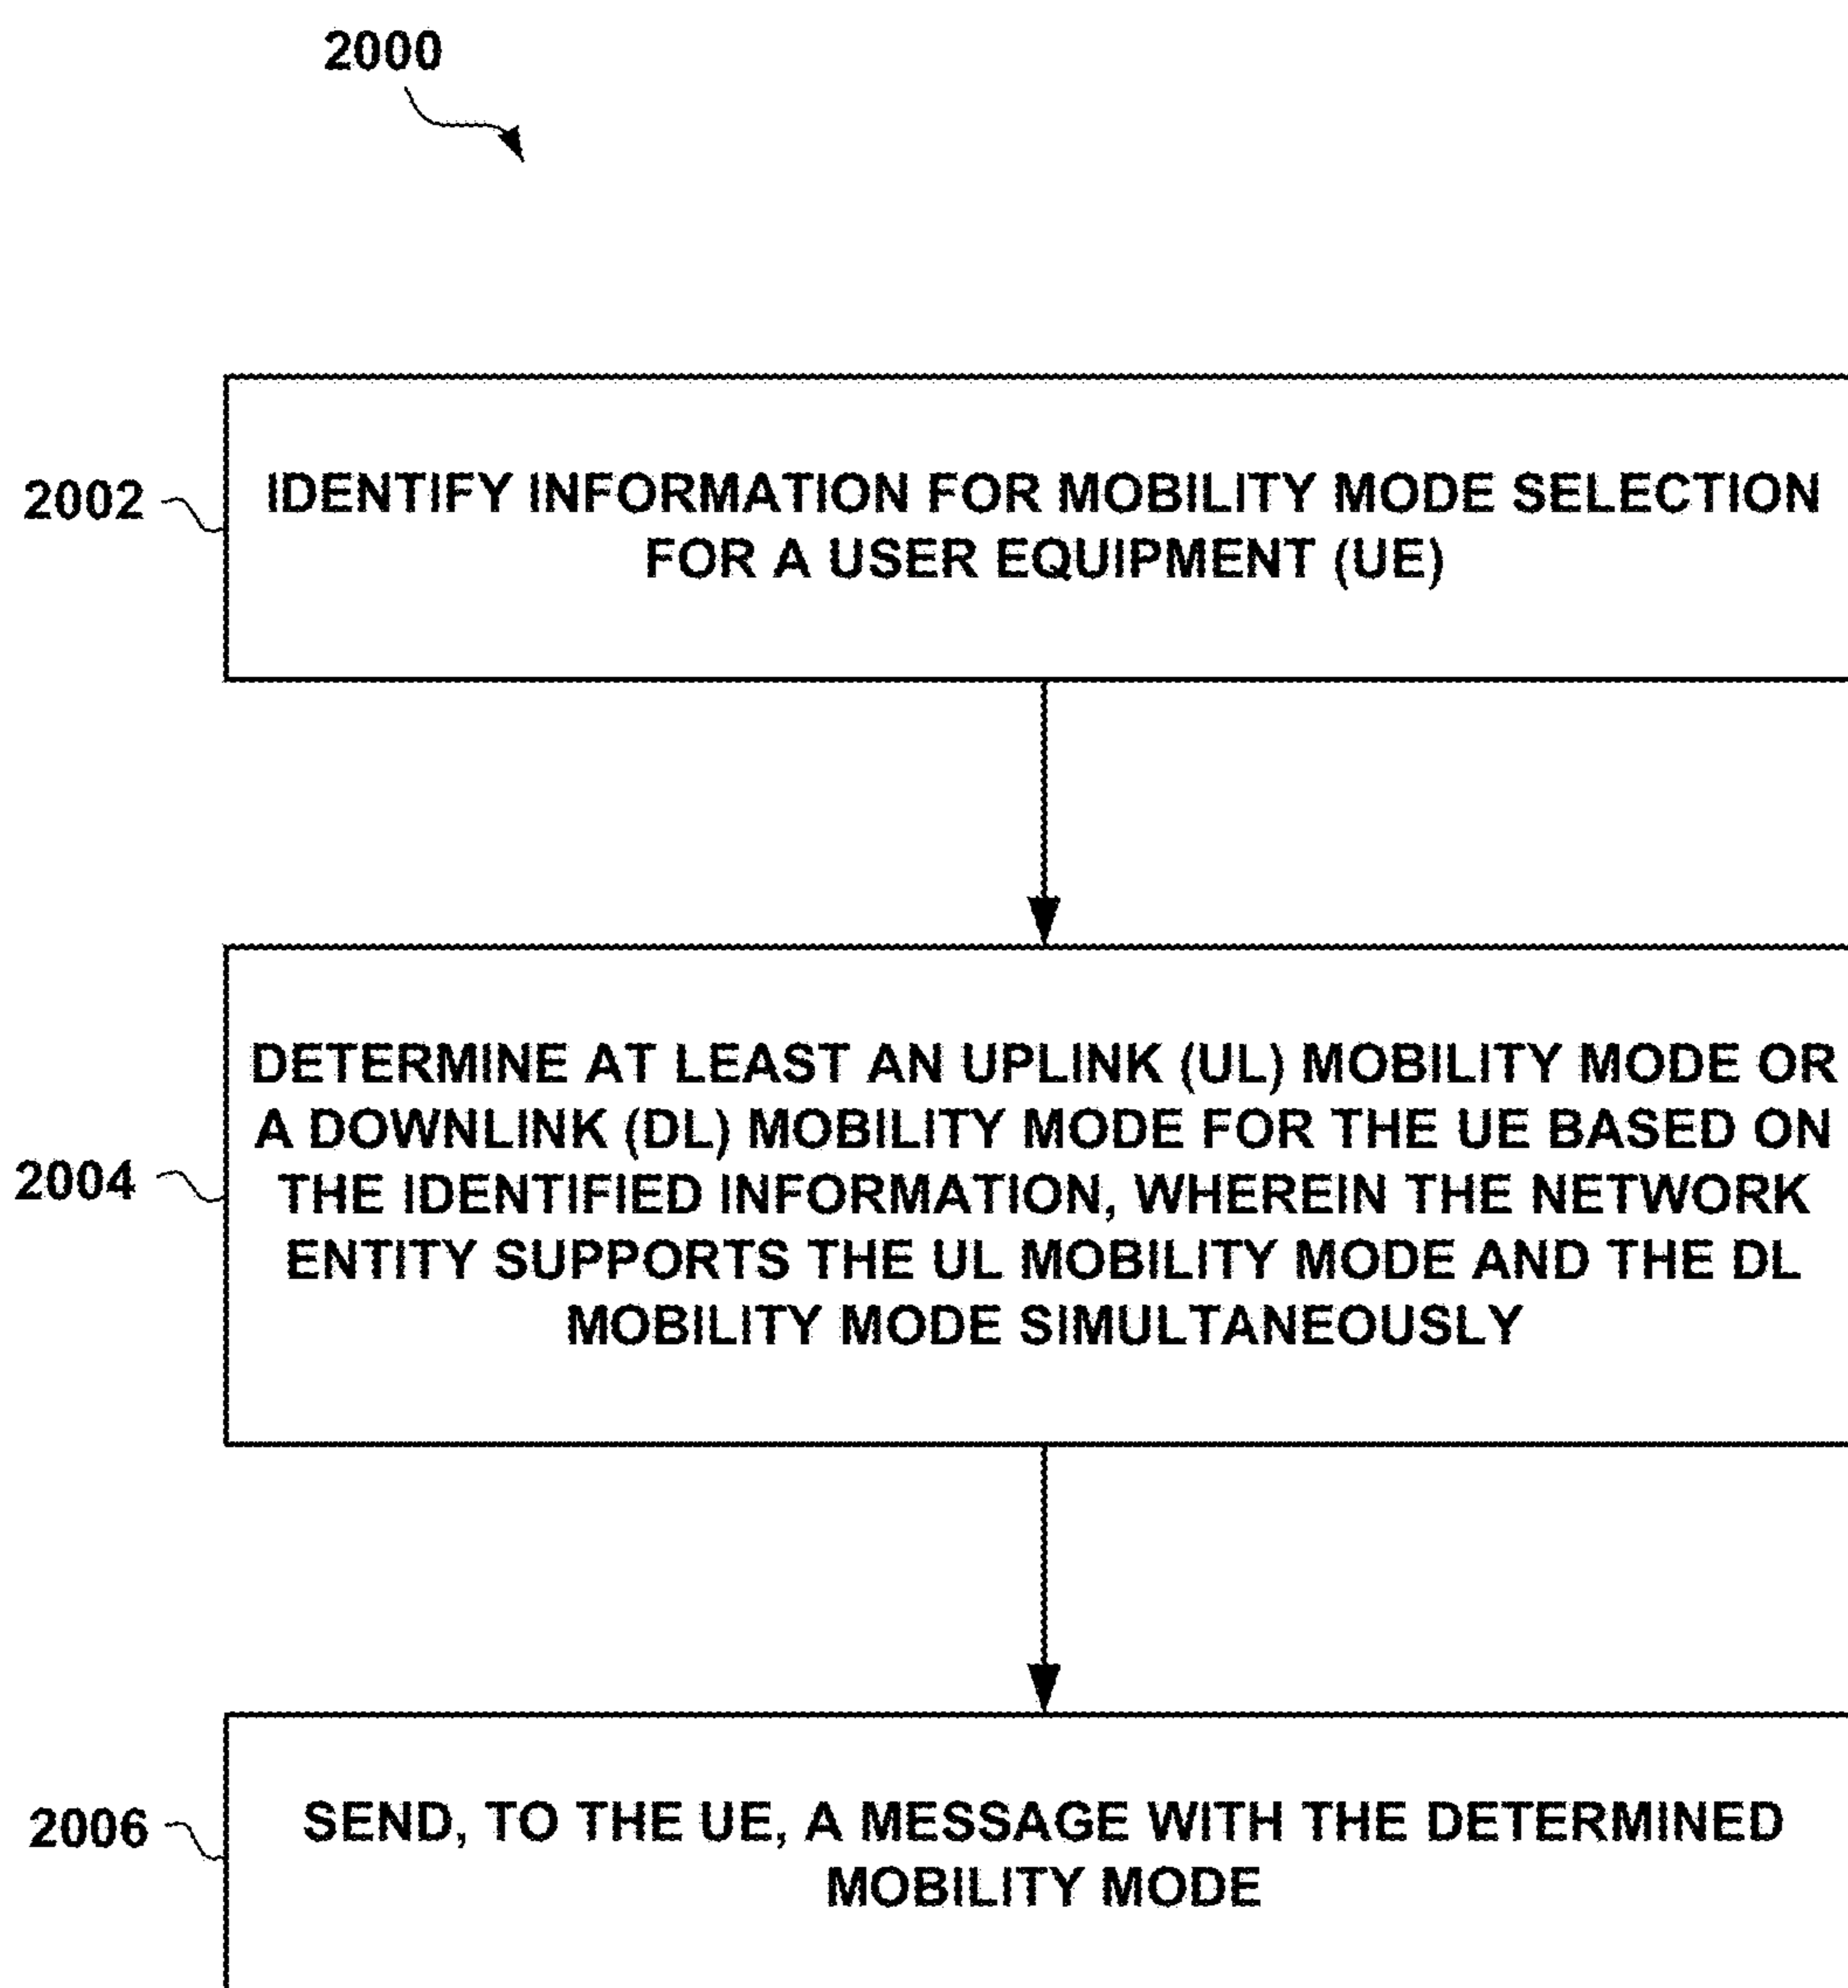 2000
2002
IDENTIFY INFORMATION FOR MOBILITY MODE SELECTION
FOR A USER EQUIPMENT (UE)
DETERMINE AT LEAST AN UPLINK (UL) MOBILITY MODE OR
A DOWNLINK (DL) MOBILITY MODE FOR THE UE BASED ON
2004
THE IDENTIFIED INFORMATION, WHEREIN THE NETWORK
ENTITY SUPPORTS THE UL MOBILITY MODE AND THE DL
MOBILITY MODE SIMULTANEOUSLY
2006
SEND, TO THE UE, A MESSAGE WITH THE DETERMINED
MOBILITY MODE